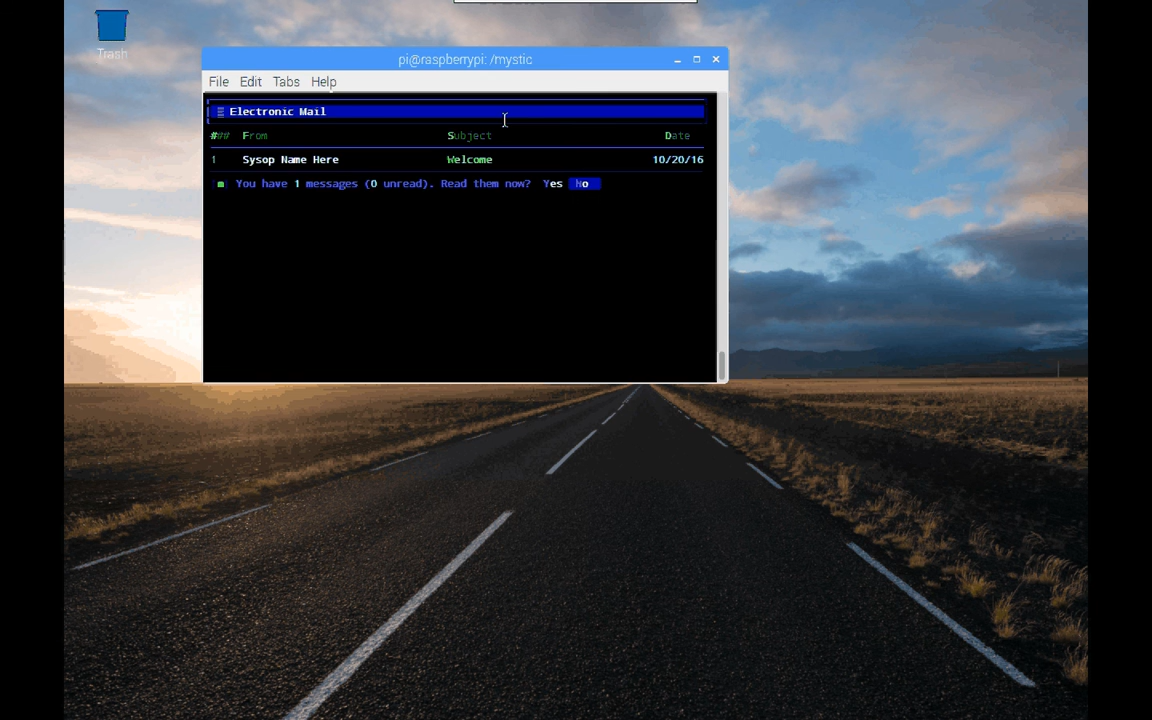 Trash
pi@raspberrypi: /mystic
File Edit Tabs Help
Electronic Mail
### From Subject Date
1 Sysop Name Here Welcome 10/20/16
You have 1 messages (0 unread). Read them now? Yes No